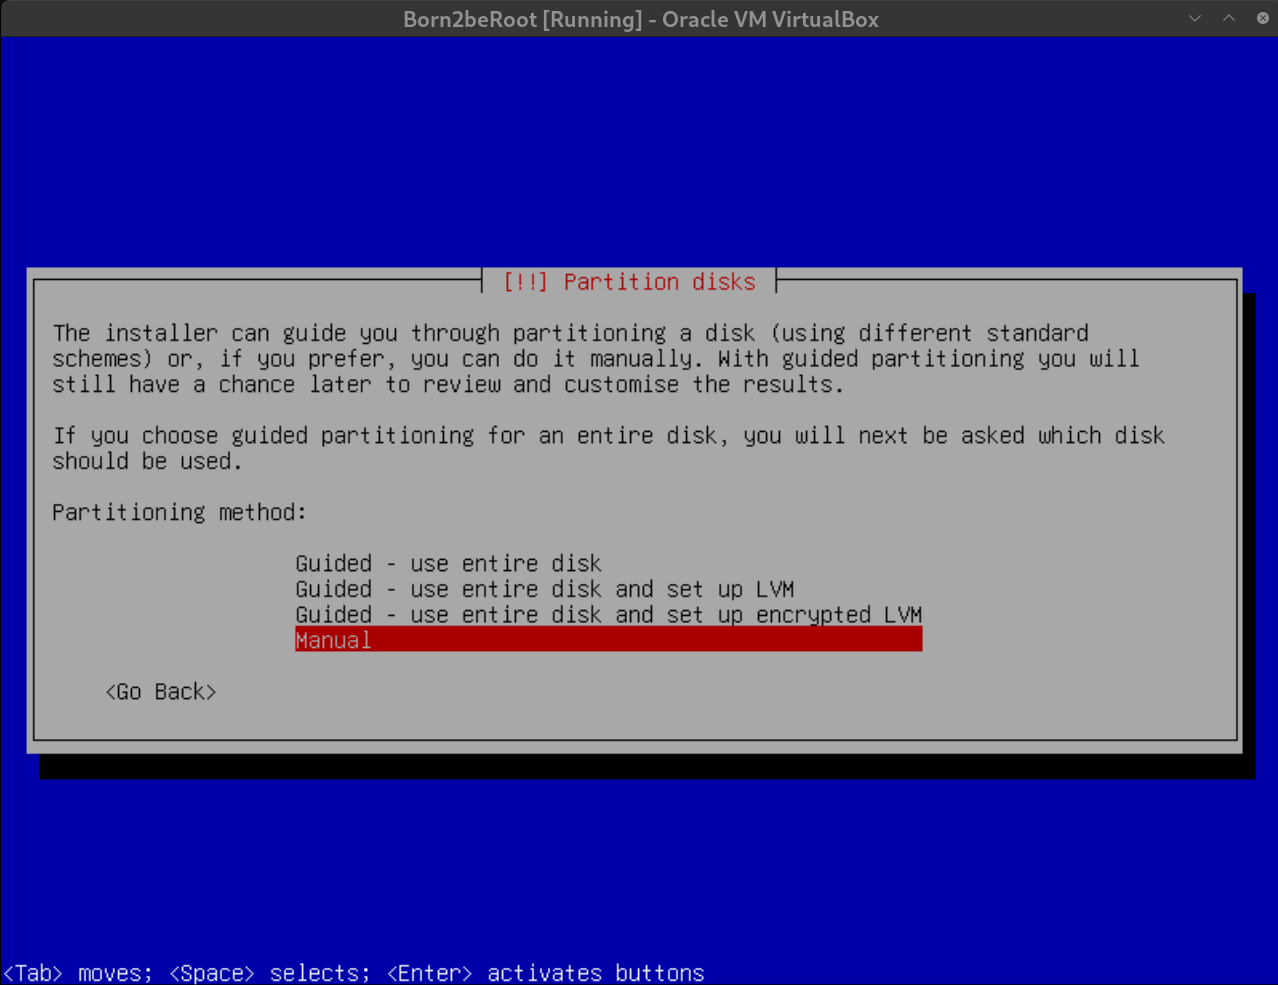 Born2beRoot [Running] - Oracle VM VirtualBox
[!!] Partition disks
The installer can guide you through partitioning a disk (using different standard
schemes) or, if you prefer, you can do it manually. With guided partitioning you will
still have a chance later to review and customise the results.
If you choose guided partitioning for an entire disk, you will next be asked which disk
should be used.
Partitioning method:
Guided - use entire disk
Guided - use entire disk and set up LVM
Guided - use entire disk and set up encrypted LVM
Manual
<Go Back>
<Tab> moves; <Space> selects; <Enter> activates buttons